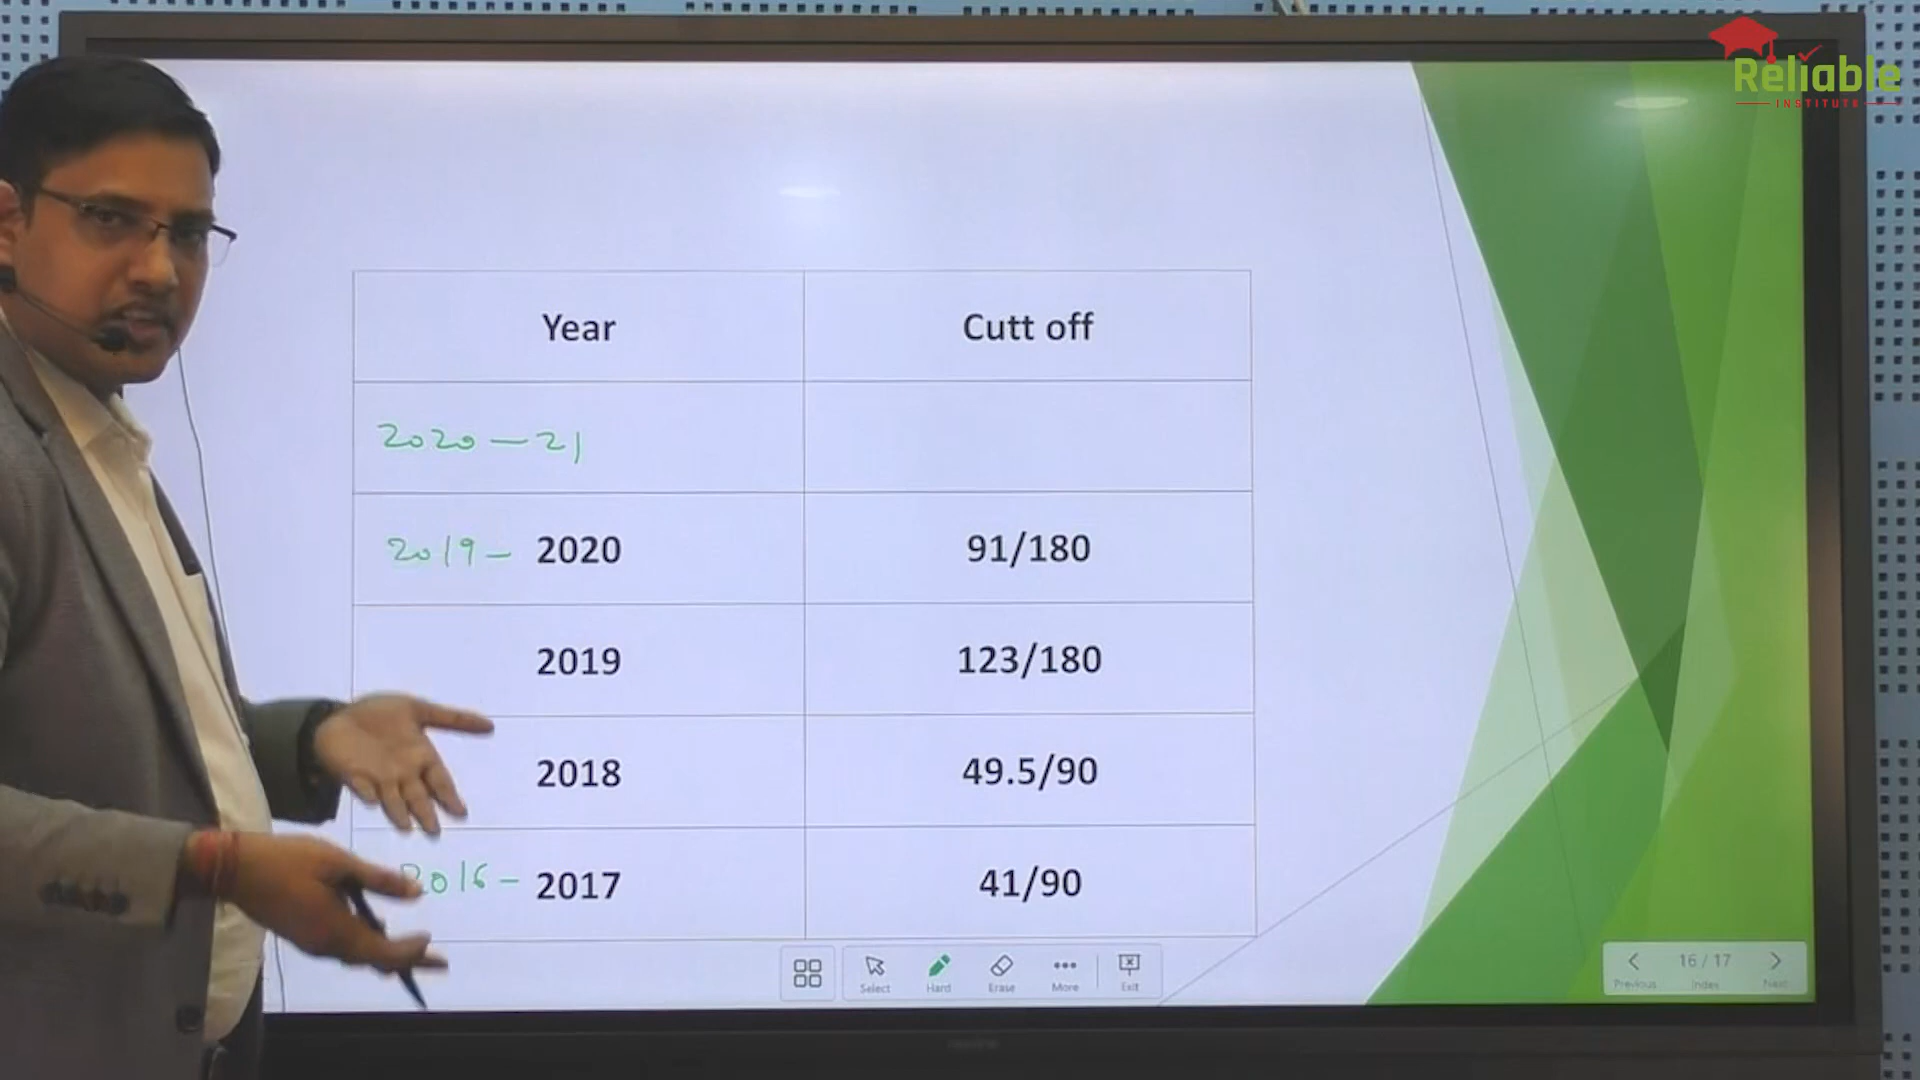 Reliable
INSTITUTE
Year Cutt off
2020-21
2019- 2020 91/180
2019 123/180
2018 49.5/90
2016- 2017 41/90
Select Hard Erase More Exit
16 / 17
Previous Index Next